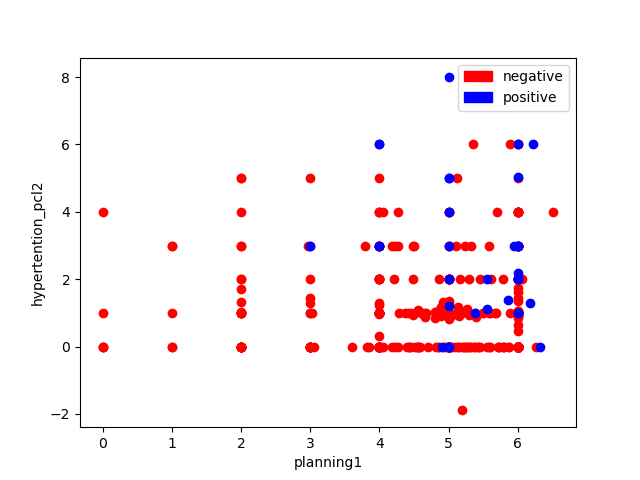 negative
positive
8
6
4
2
0
−2
hypertention_pcl2
0 1 2 3 4 5 6
planning1